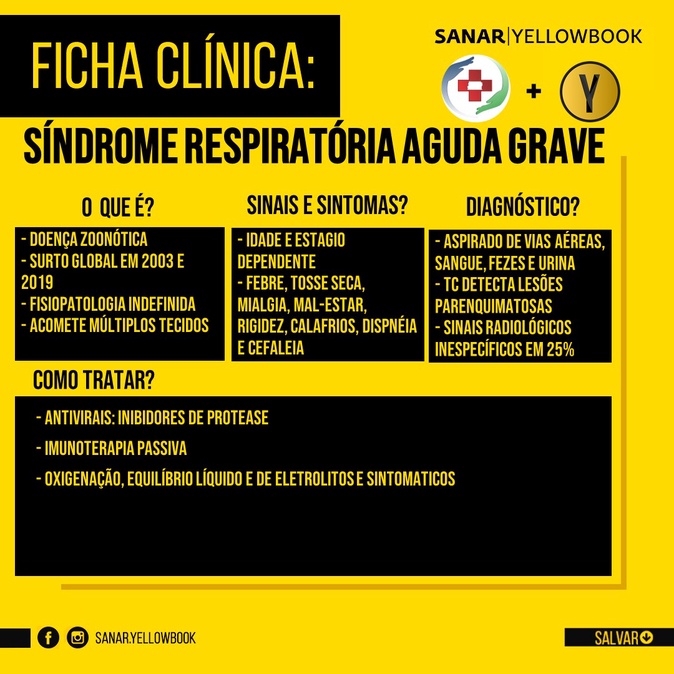 FICHA CLÍNICA:
SANAR|YELLOWBOOK
+
Y
SÍNDROME RESPIRATÓRIA AGUDA GRAVE
O QUE É?
- DOENÇA ZOONÓTICA
- SURTO GLOBAL EM 2003 E
2019
- FISIOPATOLOGIA INDEFINIDA
- ACOMETE MÚLTIPLOS TECIDOS
SINAIS E SINTOMAS?
- IDADE E ESTAGIO
DEPENDENTE
- FEBRE, TOSSE SECA,
MIALGIA, MAL-ESTAR,
RIGIDEZ, CALAFRIOS, DISPNÉIA
E CEFALEIA
DIAGNÓSTICO?
- ASPIRADO DE VIAS AÉREAS,
SANGUE, FEZES E URINA
- TC DETECTA LESÕES
PARENQUIMATOSAS
- SINAIS RADIOLÓGICOS
INESPECÍFICOS EM 25%
COMO TRATAR?
- ANTIVIRAIS: INIBIDORES DE PROTEASE
- IMUNOTERAPIA PASSIVA
- OXIGENAÇÃO, EQUILÍBRIO LÍQUIDO E DE ELETROLITOS E SINTOMATICOS
SANAR.YELLOWBOOK
SALVAR